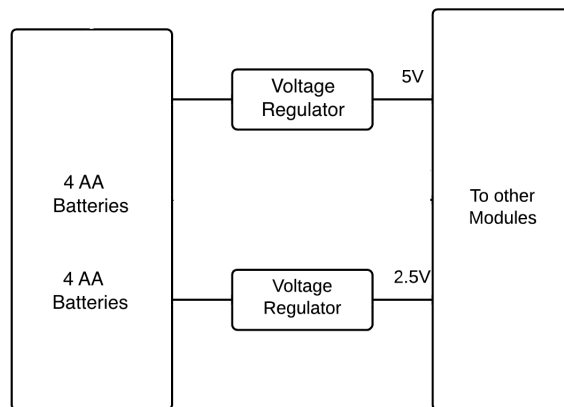 Voltage
Regulator
5V
4 AA
Batteries
To other
Modules
4 AA
Batteries
Voltage
Regulator
2.5V